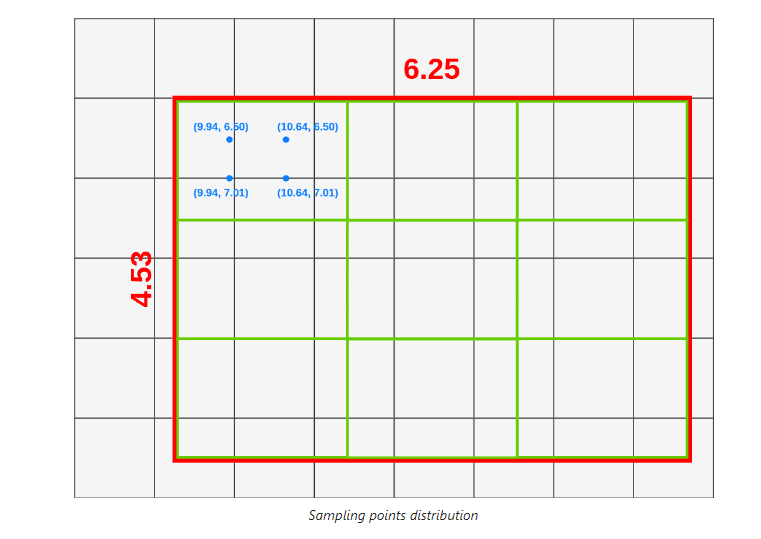 6.25
(9.94, 6.50) (10.64, 6.50)
(9.94, 7.01) (10.64, 7.01)
4.53
Sampling points distribution